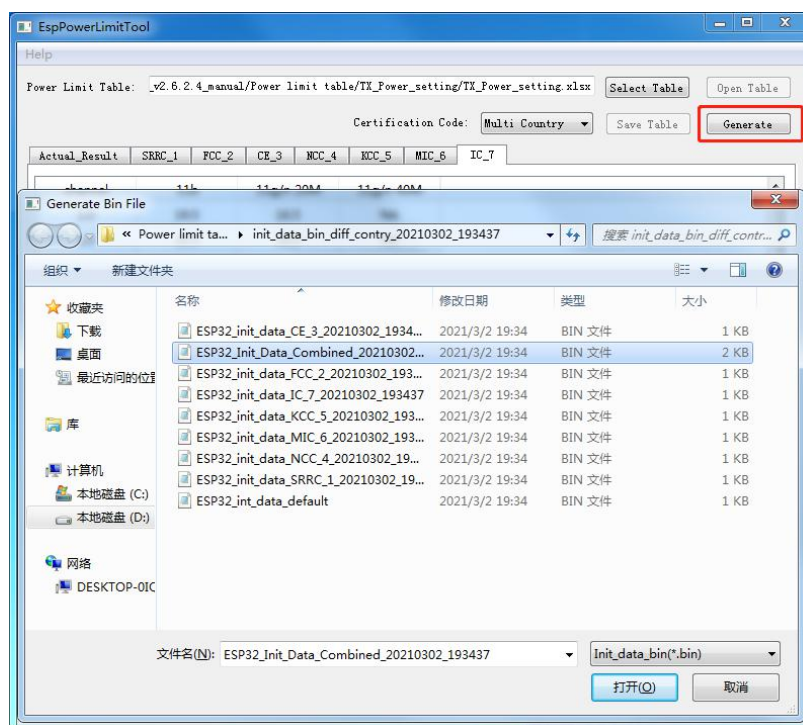 EspPowerLimitTool
Help
Power Limit Table: _v2.6.2.4_manual/Power limit table/TX_Power_setting/TX_Power_setting.xlsx Select Table Open Table
Certification Code: Multi Country Save Table Generate
Actual_Result SRRC_1 FCC_2 CE_3 NCC_4 KCC_5 MIC_6 IC_7
Generate Bin File
« Power limit ta... init_data_bin_diff_contry_20210302_193437 搜索 init_data_bin_diff_contr...
组织 新建文件夹
收藏夹
下载
桌面
最近访问的位置
库
计算机
本地磁盘 (C:)
本地磁盘 (D:)
网络
DESKTOP-0IC
名称 修改日期 类型 大小
ESP32_init_data_CE_3_20210302_1934... 2021/3/2 19:34 BIN 文件 1 KB
ESP32_Init_Data_Combined_20210302... 2021/3/2 19:34 BIN 文件 2 KB
ESP32_init_data_FCC_2_20210302_193... 2021/3/2 19:34 BIN 文件 1 KB
ESP32_init_data_IC_7_20210302_193437 2021/3/2 19:34 BIN 文件 1 KB
ESP32_init_data_KCC_5_20210302_193... 2021/3/2 19:34 BIN 文件 1 KB
ESP32_init_data_MIC_6_20210302_193... 2021/3/2 19:34 BIN 文件 1 KB
ESP32_init_data_NCC_4_20210302_19... 2021/3/2 19:34 BIN 文件 1 KB
ESP32_init_data_SRRC_1_20210302_19... 2021/3/2 19:34 BIN 文件 1 KB
ESP32_int_data_default 2021/3/2 19:34 BIN 文件 1 KB
文件名(N): ESP32_Init_Data_Combined_20210302_193437 Init_data_bin(*.bin)
打开(O) 取消